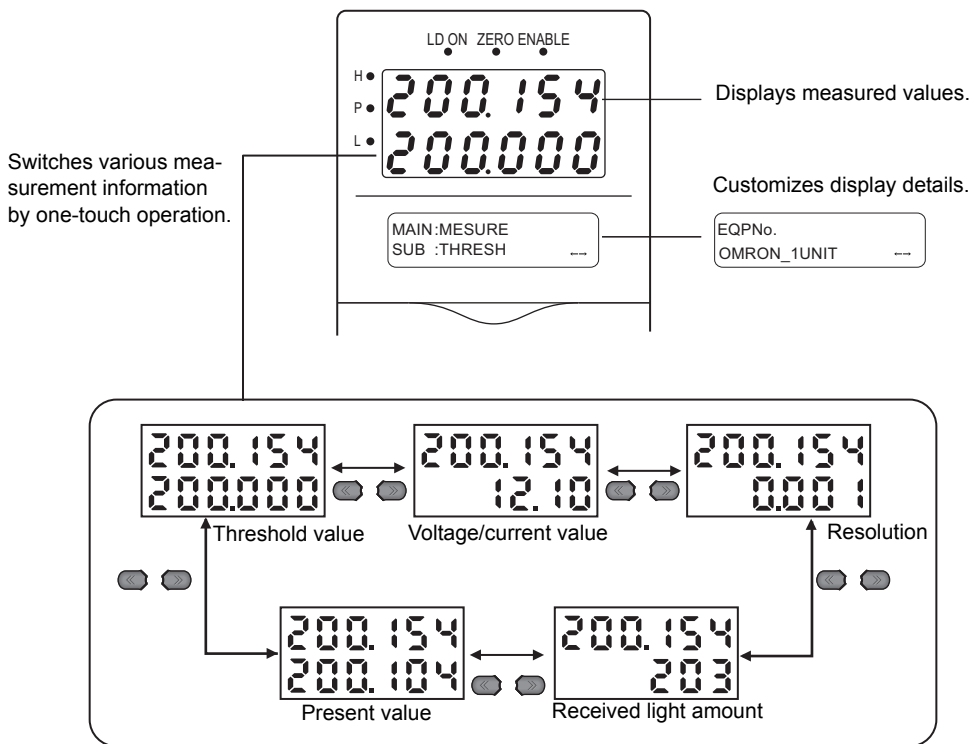 LD ON ZERO ENABLE
H
P
L
200.154
200.000
Displays measured values.
Switches various mea-
surement information
by one-touch operation.
Customizes display details.
MAIN:MESURE
SUB :THRESH ←→
EQPNo.
OMRON_1UNIT ←→
200.154
200.000
Threshold value
200.154
12.10
Voltage/current value
200.154
0.001
Resolution
200.154
200.104
Present value
200.154
203
Received light amount